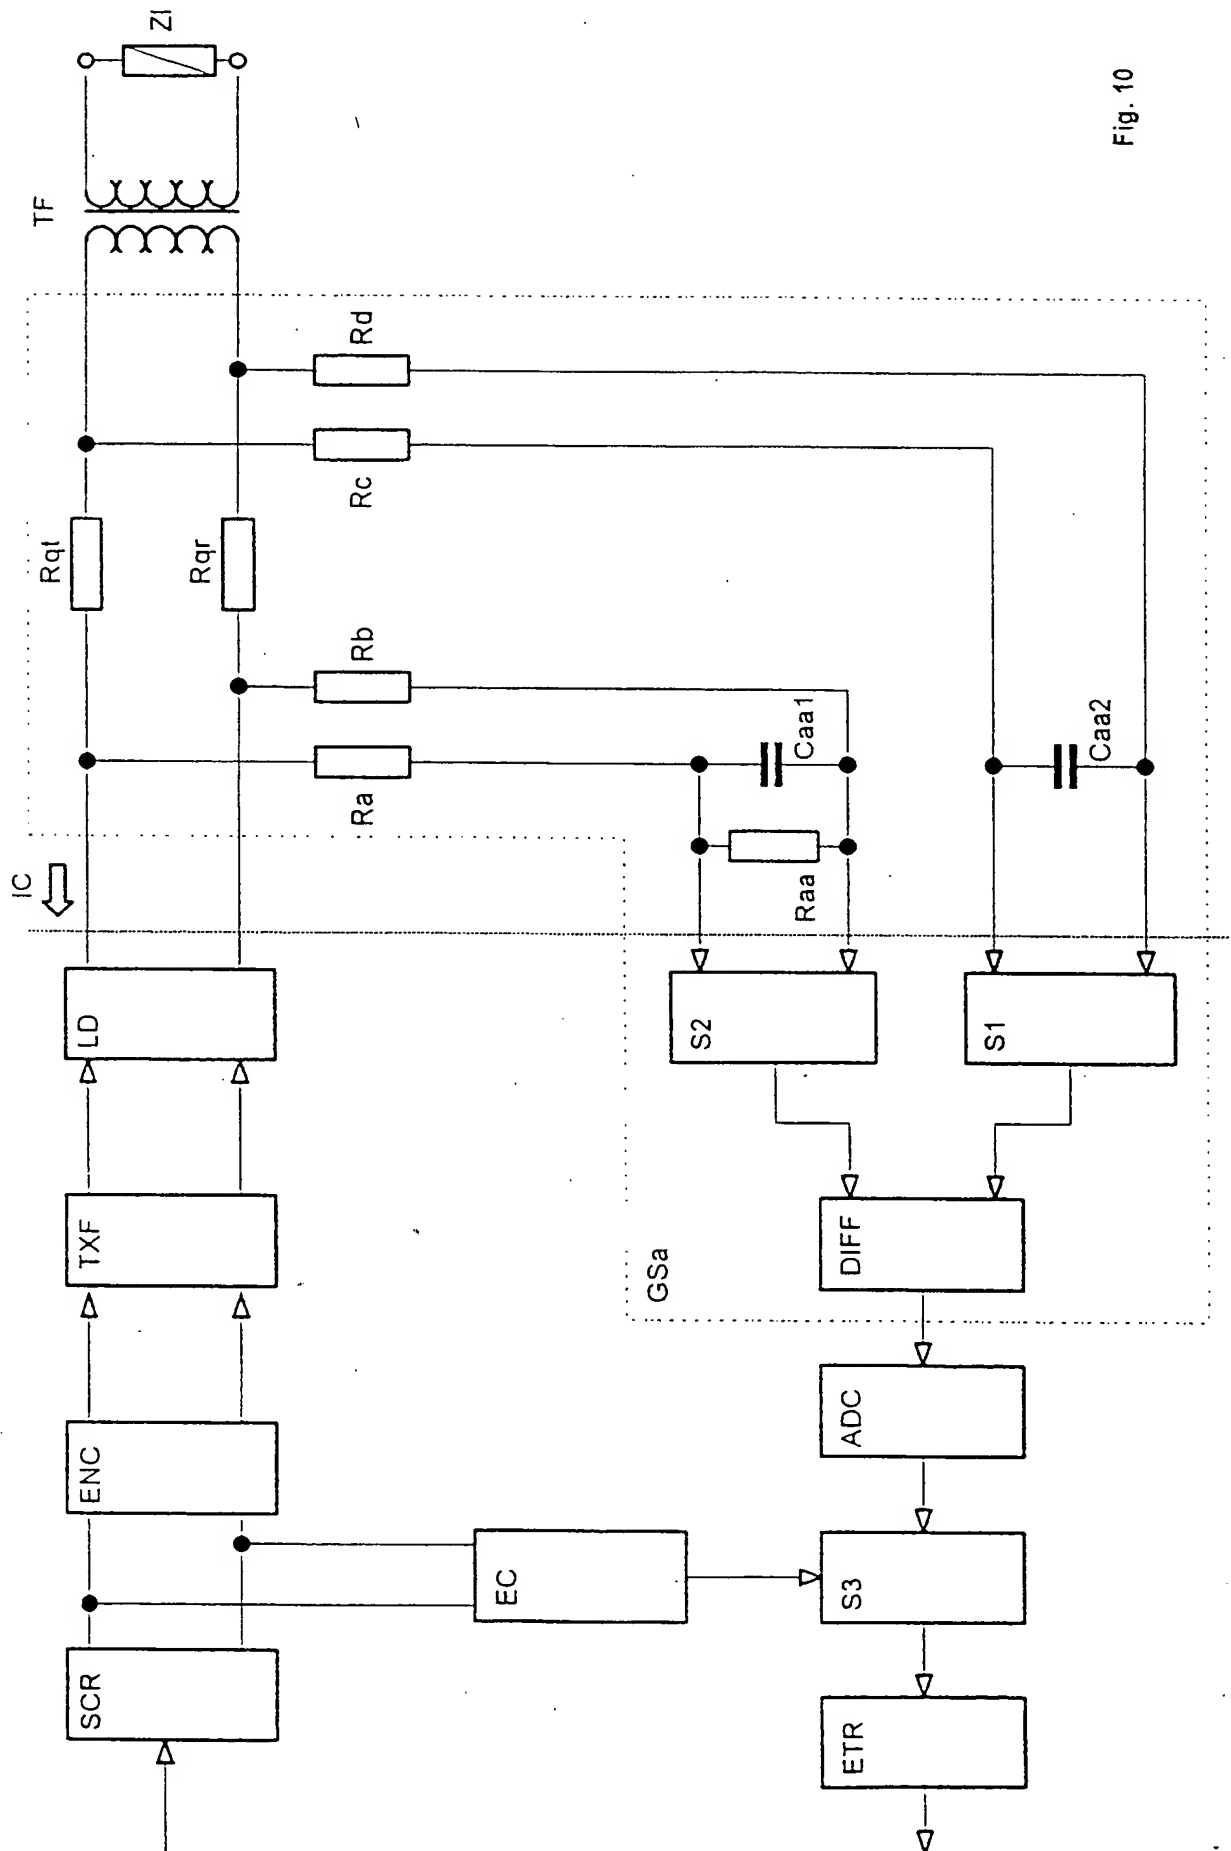 Fig. 10
SCR
ENC
TXF
LD
IC
Rqt
Rqr
TF
Zl
Ra
Rb
Rc
Rd
Raa
Caa1
Caa2
S2
S1
DIFF
GSa
ADC
EC
S3
ETR